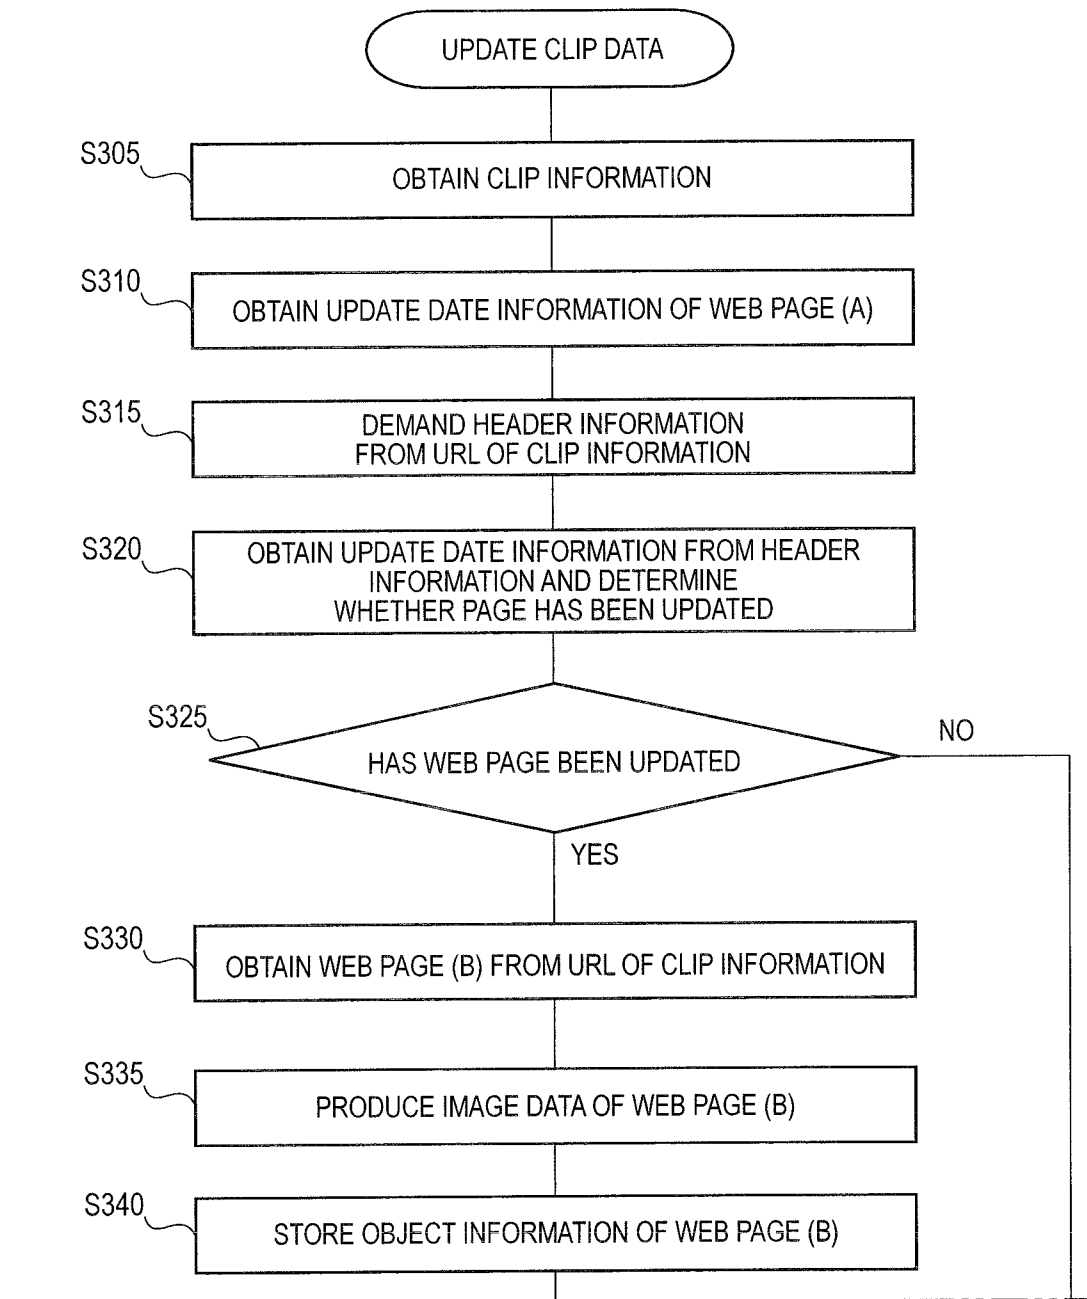 UPDATE CLIP DATA
S305
OBTAIN CLIP INFORMATION
S310
OBTAIN UPDATE DATE INFORMATION OF WEB PAGE (A)
S315
DEMAND HEADER INFORMATION
FROM URL OF CLIP INFORMATION
S320
OBTAIN UPDATE DATE INFORMATION FROM HEADER
INFORMATION AND DETERMINE
WHETHER PAGE HAS BEEN UPDATED
S325
HAS WEB PAGE BEEN UPDATED
NO
YES
S330
OBTAIN WEB PAGE (B) FROM URL OF CLIP INFORMATION
S335
PRODUCE IMAGE DATA OF WEB PAGE (B)
S340
STORE OBJECT INFORMATION OF WEB PAGE (B)